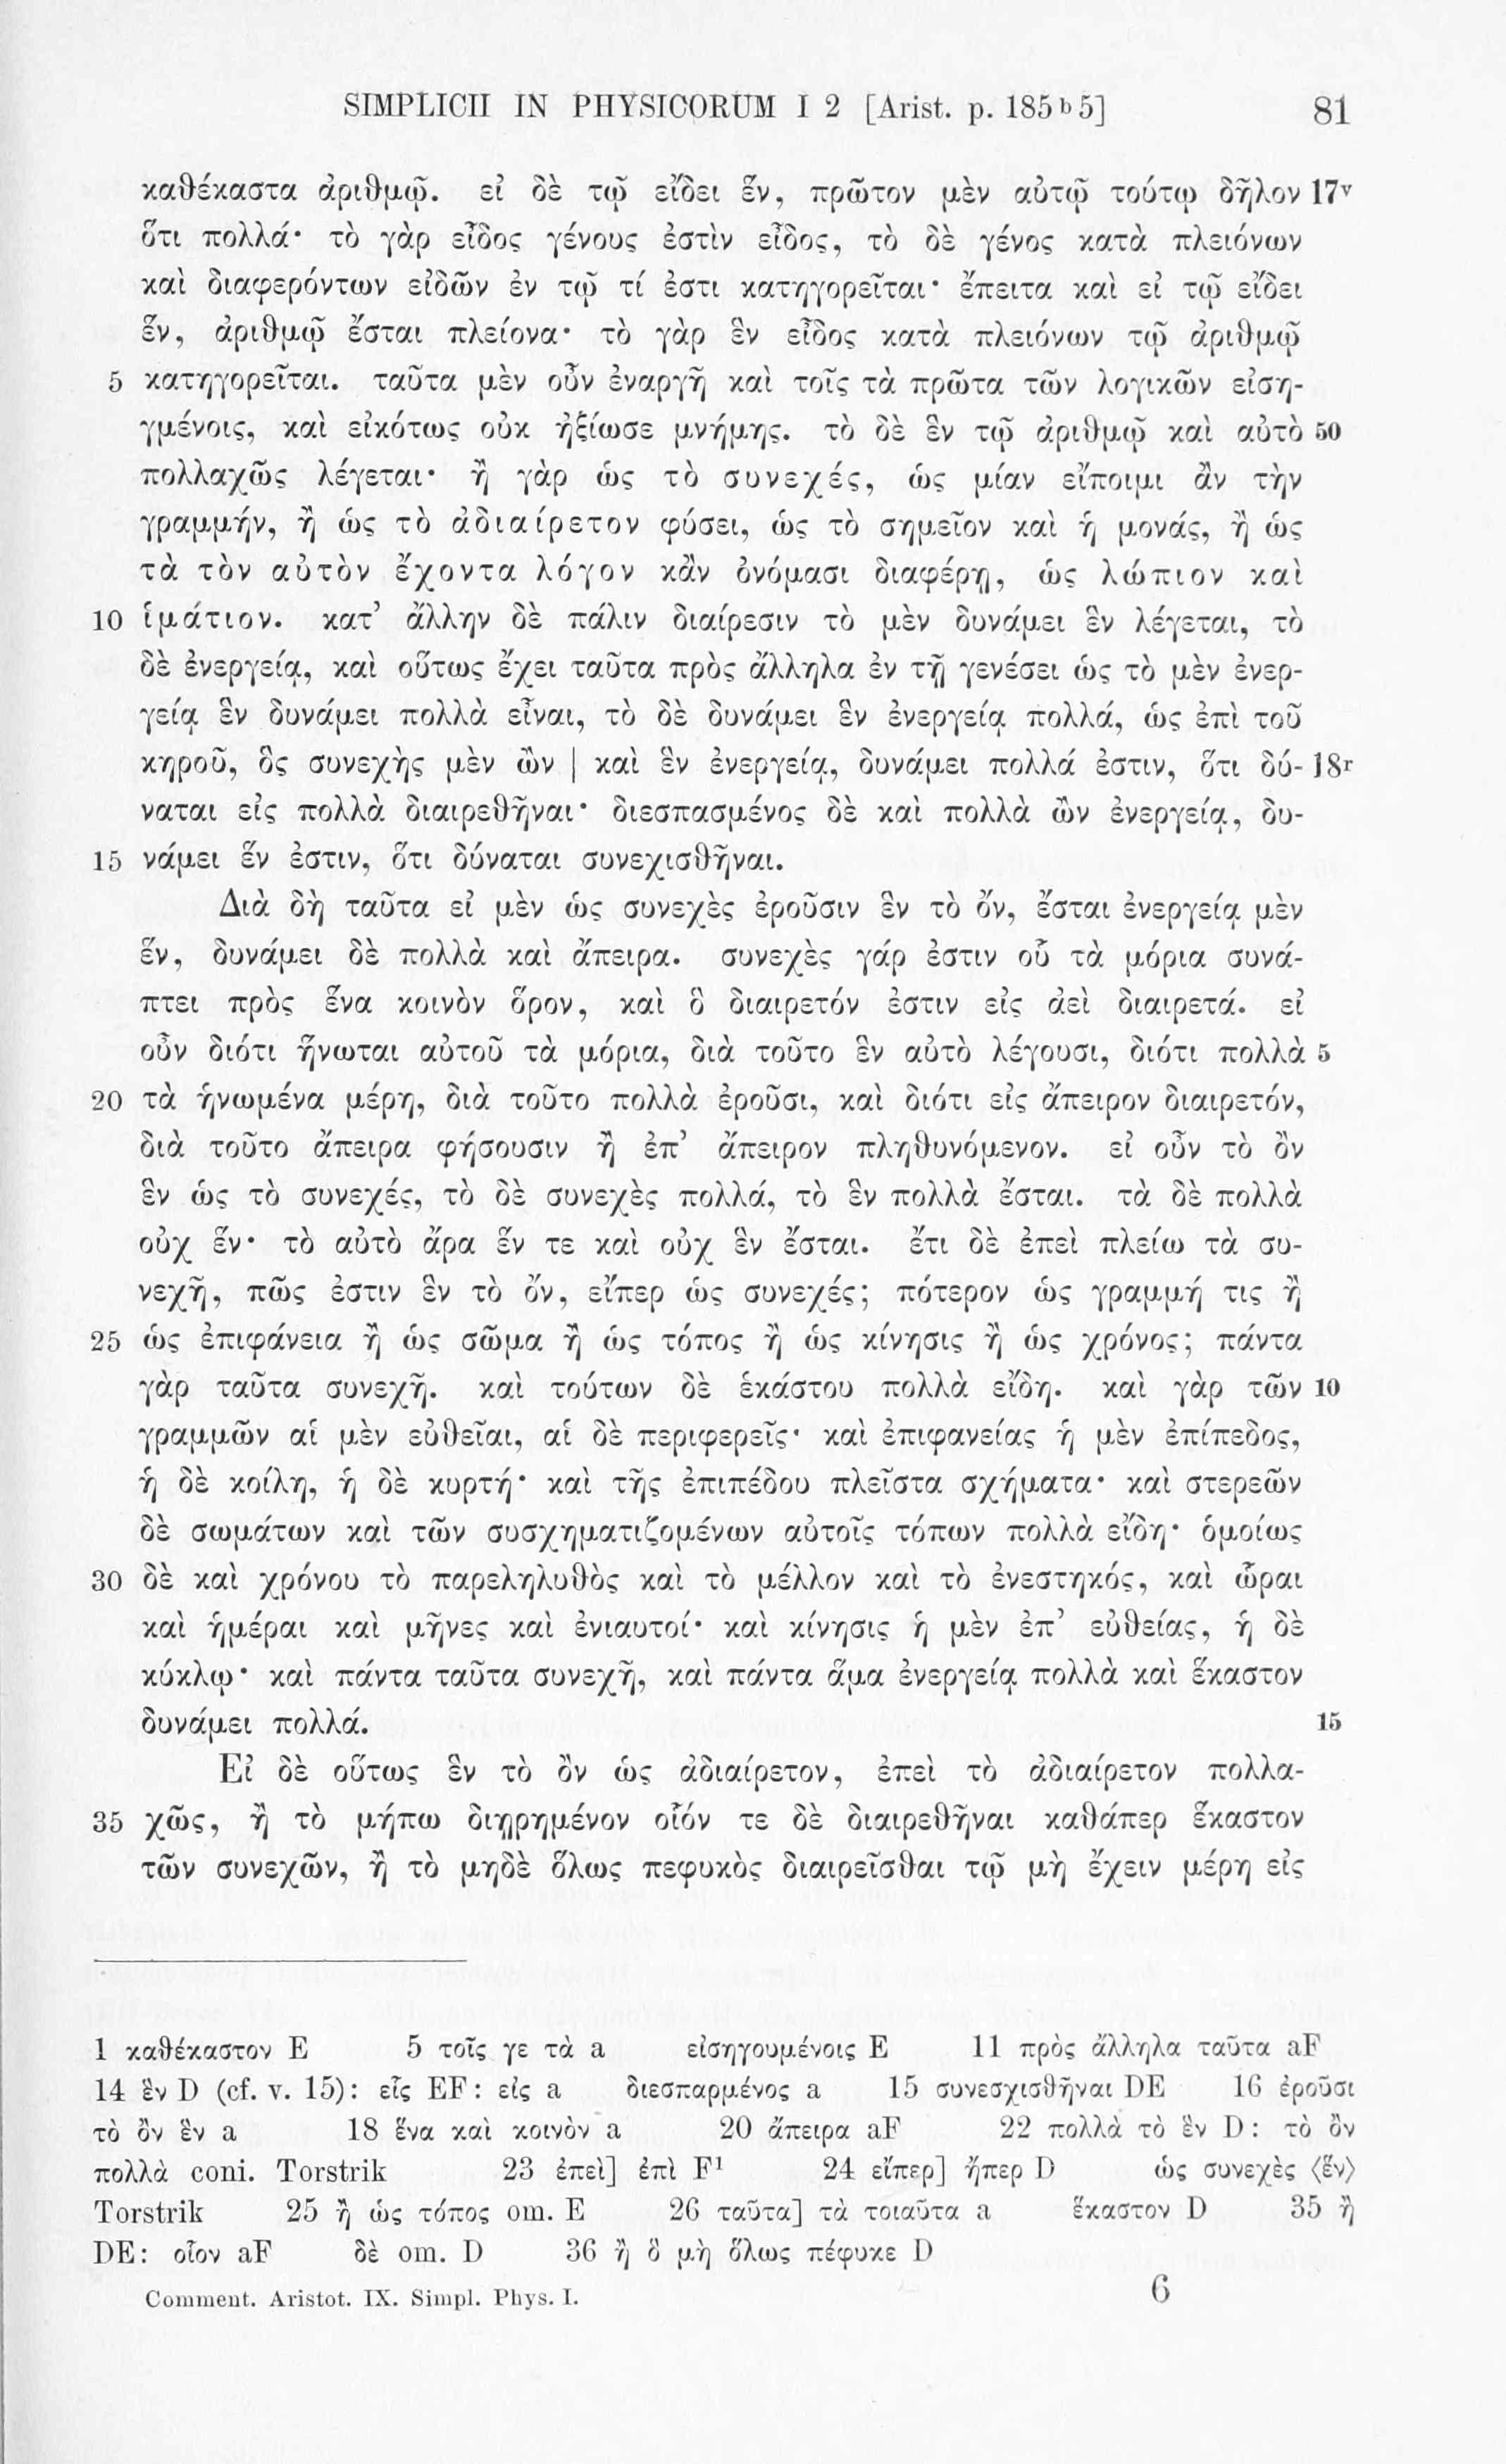 SIMPLICII IN PHYSICORUM I 2 [Arist. p. 185 b 5] 81
καθέκαστα ἀριθμῷ. εἰ δὲ τῷ εἴδει ἕν, πρῶτον μὲν αὐτῷ τούτῳ δῆλον 17v
ὅτι πολλά· τὸ γὰρ εἶδος γένους ἐστὶν εἶδος, τὸ δὲ γένος κατὰ πλειόνων
καὶ διαφερόντων εἰδῶν ἐν τῷ τί ἐστι κατηγορεῖται· ἔπειτα καὶ εἰ τῷ εἴδει
ἕν, ἀριθμῷ ἔσται πλείονα· τὸ γὰρ ἓν εἶδος κατὰ πλειόνων τῷ ἀριθμῷ
5 κατηγορεῖται. ταῦτα μὲν οὖν ἐναργῆ καὶ τοῖς τὰ πρῶτα τῶν λογικῶν εἰση-
γμένοις, καὶ εἰκότως οὐκ ἠξίωσε μνήμης. τὸ δὲ ἓν τῷ ἀριθμῷ καὶ αὐτὸ 50
πολλαχῶς λέγεται· ἢ γὰρ ὡς τὸ συνεχές, ὡς μίαν εἴποιμι ἂν τὴν
γραμμήν, ἢ ὡς τὸ ἀδιαίρετον φύσει, ὡς τὸ σημεῖον καὶ ἡ μονάς, ἢ ὡς
τὰ τὸν αὐτὸν ἔχοντα λόγον κἂν ὀνόμασι διαφέρῃ, ὡς λώπιον καὶ
10 ἱμάτιον. κατ’ ἄλλην δὲ πάλιν διαίρεσιν τὸ μὲν δυνάμει ἓν λέγεται, τὸ
δὲ ἐνεργείᾳ, καὶ οὕτως ἔχει ταῦτα πρὸς ἄλληλα ἐν τῇ γενέσει ὡς τὸ μὲν ἐνερ-
γείᾳ ἓν δυνάμει πολλὰ εἶναι, τὸ δὲ δυνάμει ἓν ἐνεργείᾳ πολλά, ὡς ἐπὶ τοῦ
κηροῦ, ὃς συνεχὴς μὲν ὢν | καὶ ἓν ἐνεργείᾳ, δυνάμει πολλά ἐστιν, ὅτι δύ- 18r
ναται εἰς πολλὰ διαιρεθῆναι· διεσπασμένος δὲ καὶ πολλὰ ὢν ἐνεργείᾳ, δυ-
15 νάμει ἕν ἐστιν, ὅτι δύναται συνεχισθῆναι.
Διὰ δὴ ταῦτα εἰ μὲν ὡς συνεχὲς ἐροῦσιν ἓν τὸ ὄν, ἔσται ἐνεργείᾳ μὲν
ἕν, δυνάμει δὲ πολλὰ καὶ ἄπειρα. συνεχὲς γάρ ἐστιν οὗ τὰ μόρια συνά-
πτει πρὸς ἕνα κοινὸν ὅρον, καὶ ὃ διαιρετόν ἐστιν εἰς ἀεὶ διαιρετά. εἰ
οὖν διότι ἥνωται αὐτοῦ τὰ μόρια, διὰ τοῦτο ἓν αὐτὸ λέγουσι, διότι πολλὰ 5
20 τὰ ἡνωμένα μέρη, διὰ τοῦτο πολλὰ ἐροῦσι, καὶ διότι εἰς ἄπειρον διαιρετόν,
διὰ τοῦτο ἄπειρα φήσουσιν ἢ ἐπ’ ἄπειρον πληθυνόμενον. εἰ οὖν τὸ ὂν
ἓν ὡς τὸ συνεχές, τὸ δὲ συνεχὲς πολλά, τὸ ἓν πολλὰ ἔσται. τὰ δὲ πολλὰ
οὐχ ἕν· τὸ αὐτὸ ἄρα ἕν τε καὶ οὐχ ἓν ἔσται. ἔτι δὲ ἐπεὶ πλείω τὰ συ-
νεχῆ, πῶς ἐστιν ἓν τὸ ὄν, εἴπερ ὡς συνεχές; πότερον ὡς γραμμή τις ἢ
25 ὡς ἐπιφάνεια ἢ ὡς σῶμα ἢ ὡς τόπος ἢ ὡς κίνησις ἢ ὡς χρόνος; πάντα
γὰρ ταῦτα συνεχῆ. καὶ τούτων δὲ ἑκάστου πολλὰ εἴδη. καὶ γὰρ τῶν 10
γραμμῶν αἱ μὲν εὐθεῖαι, αἱ δὲ περιφερεῖς· καὶ ἐπιφανείας ἡ μὲν ἐπίπεδος,
ἡ δὲ κοίλη, ἡ δὲ κυρτή· καὶ τῆς ἐπιπέδου πλεῖστα σχήματα· καὶ στερεῶν
δὲ σωμάτων καὶ τῶν συσχηματιζομένων αὐτοῖς τόπων πολλὰ εἴδη· ὁμοίως
30 δὲ καὶ χρόνου τὸ παρεληλυθὸς καὶ τὸ μέλλον καὶ τὸ ἐνεστηκός, καὶ ὧραι
καὶ ἡμέραι καὶ μῆνες καὶ ἐνιαυτοί· καὶ κίνησις ἡ μὲν ἐπ’ εὐθείας, ἡ δὲ
κύκλῳ· καὶ πάντα ταῦτα συνεχῆ, καὶ πάντα ἅμα ἐνεργείᾳ πολλὰ καὶ ἕκαστον
δυνάμει πολλά. 15
Εἰ δὲ οὕτως ἓν τὸ ὂν ὡς ἀδιαίρετον, ἐπεὶ τὸ ἀδιαίρετον πολλα-
35 χῶς, ἢ τὸ μήπω διῃρημένον οἷόν τε δὲ διαιρεθῆναι καθάπερ ἕκαστον
τῶν συνεχῶν, ἢ τὸ μηδὲ ὅλως πεφυκὸς διαιρεῖσθαι τῷ μὴ ἔχειν μέρη εἰς
1 καθέκαστον E 5 τοῖς γε τὰ a εἰσηγουμένοις E 11 πρὸς ἄλληλα ταῦτα aF
14 ἓν D (cf. v. 15): εἷς EF: εἰς a διεσπαρμένος a 15 συνεσχισθῆναι DE 16 ἐροῦσι
τὸ ὂν ἓν a 18 ἕνα καὶ κοινὸν a 20 ἄπειρα aF 22 πολλὰ τὸ ἓν D: τὸ ὂν
πολλὰ coni. Torstrik 23 ἐπεὶ] ἐπὶ F¹ 24 εἴπερ] ἤπερ D ὡς συνεχὲς ⟨ἕν⟩
Torstrik 25 ἢ ὡς τόπος om. E 26 ταῦτα] τὰ τοιαῦτα a ἕκαστον D 35 ἢ
DE: οἷον aF δὲ om. D 36 ἢ ὃ μὴ ὅλως πέφυκε D
Comment. Aristot. IX. Simpl. Phys. I. 6